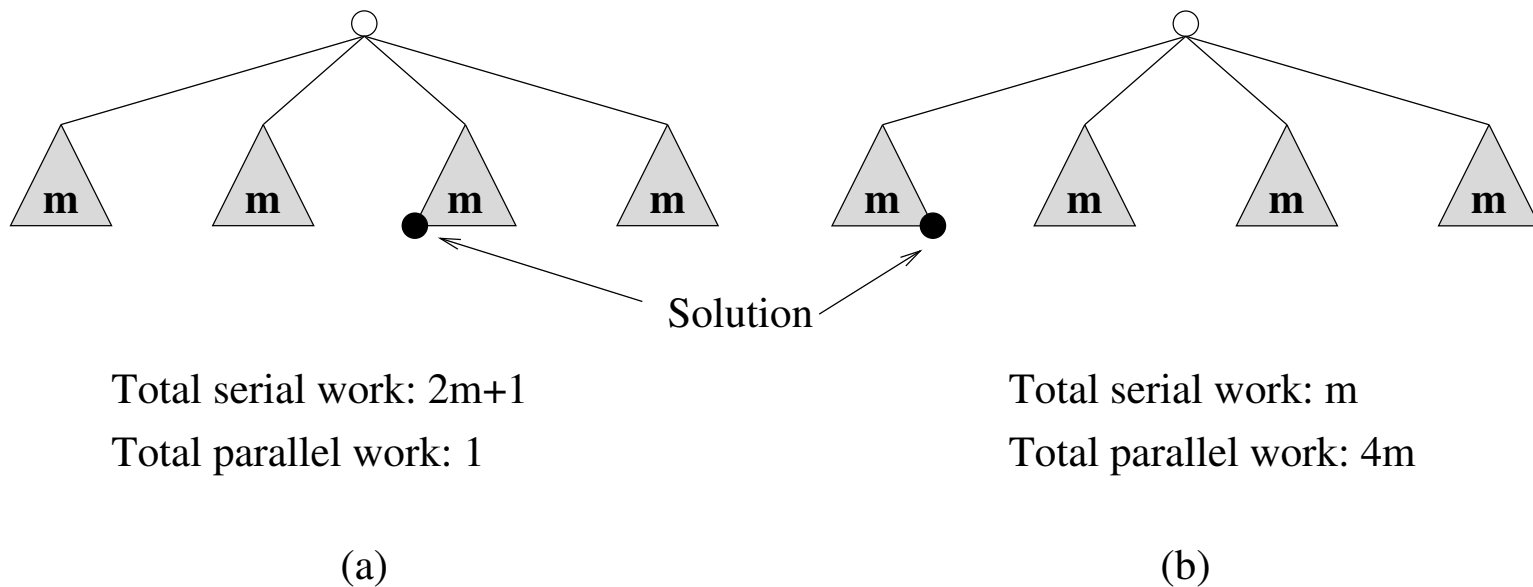 m m m m m m m m
Solution
Total serial work: 2m+1 Total serial work: m
Total parallel work: 1 Total parallel work: 4m
(a) (b)